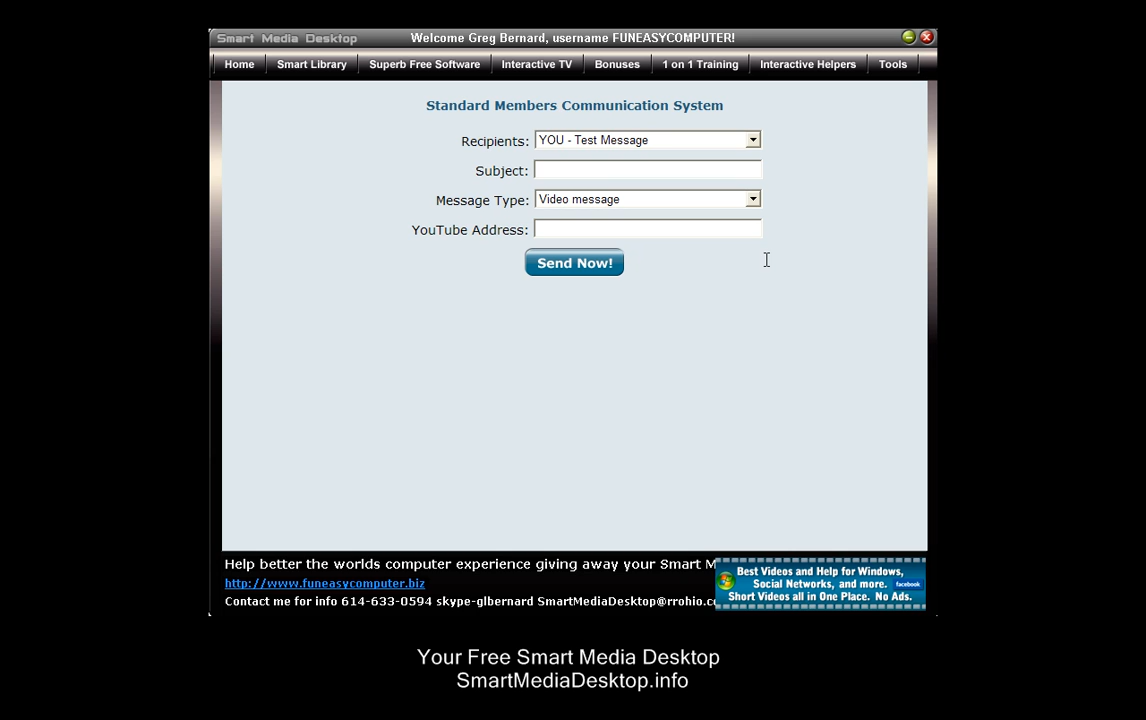 Smart Media Desktop
Welcome Greg Bernard, username FUNEASYCOMPUTER!
Home Smart Library Superb Free Software Interactive TV Bonuses 1 on 1 Training Interactive Helpers Tools
Standard Members Communication System
Recipients: YOU - Test Message
Subject:
Message Type: Video message
YouTube Address:
Send Now!
Help better the worlds computer experience giving away your Smart M
http://www.funeasycomputer.biz
Contact me for info 614-633-0594 skype-glbernard SmartMediaDesktop@rrohio.c
Best Videos and Help for Windows,
Social Networks, and more. facebook
Short Videos all in One Place. No Ads.
Your Free Smart Media Desktop
SmartMediaDesktop.info